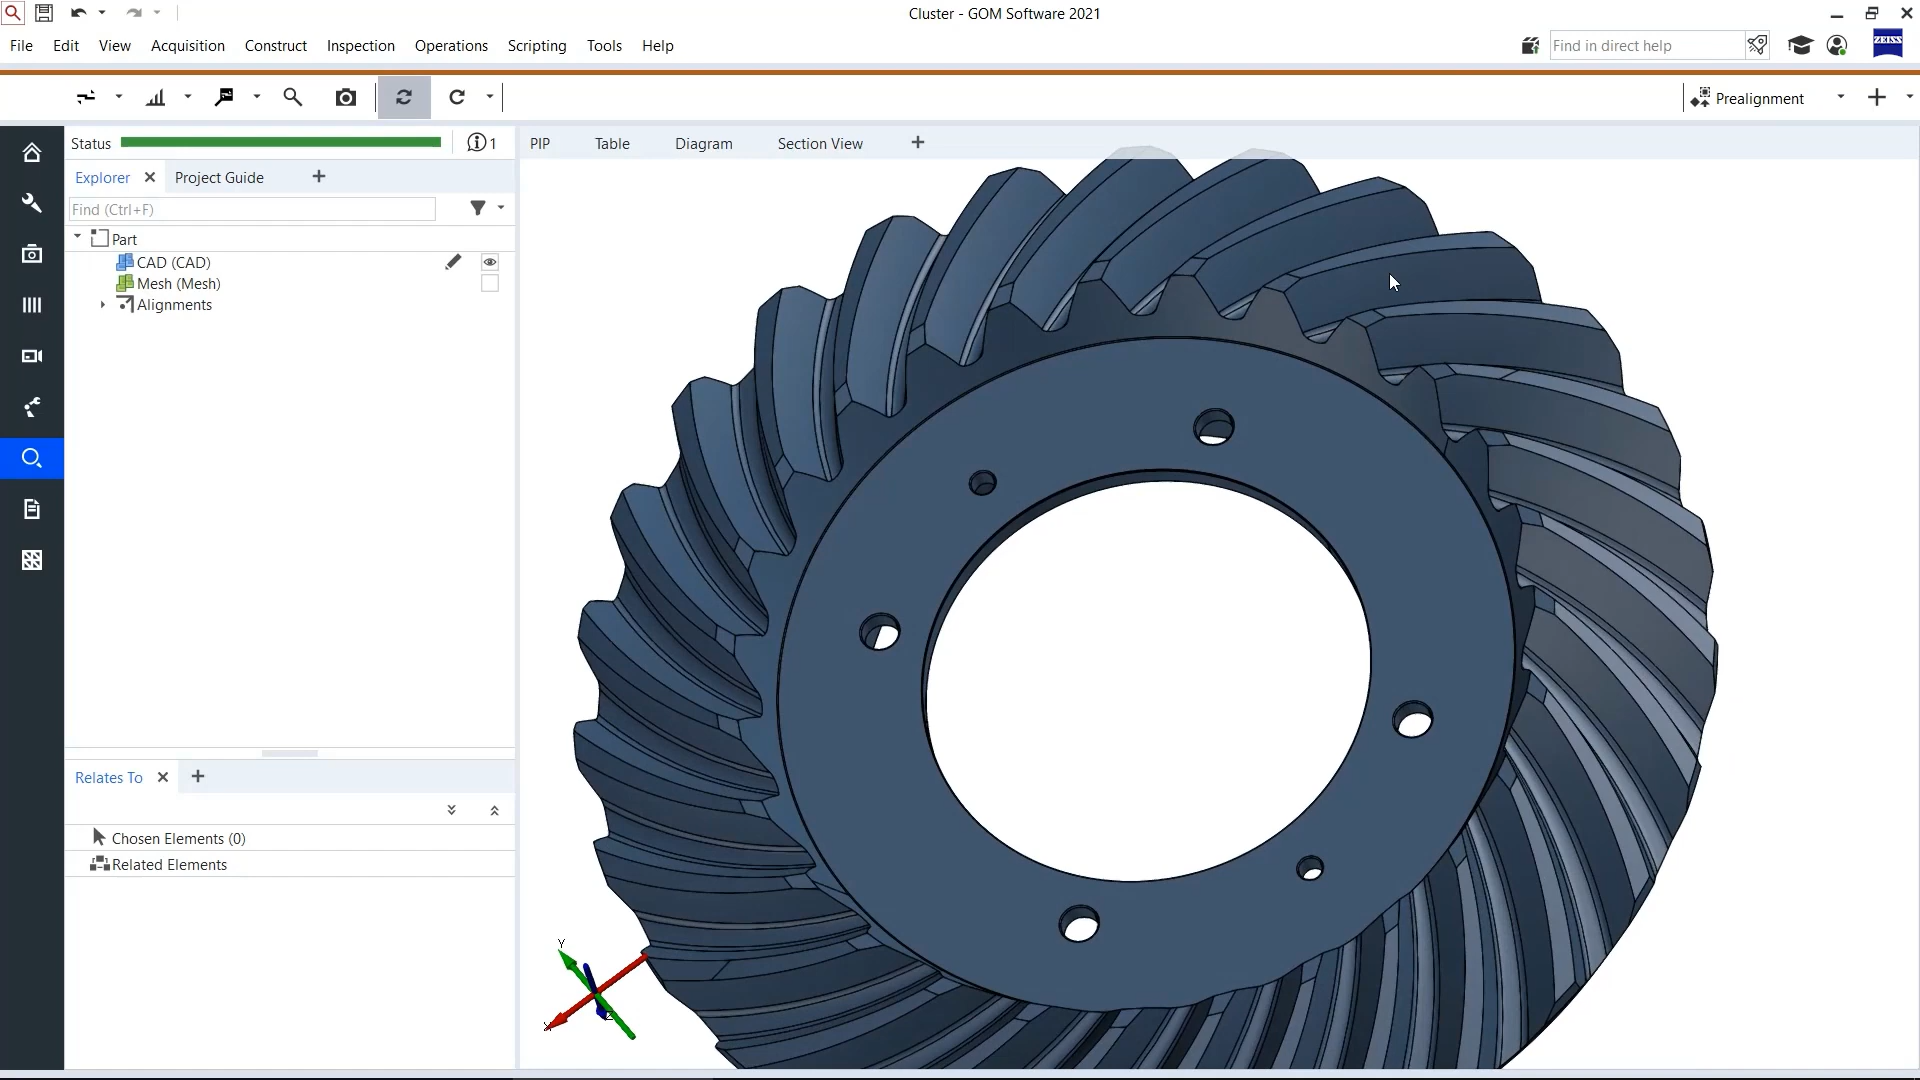 Cluster - GOM Software 2021
File Edit View Acquisition Construct Inspection Operations Scripting Tools Help
Find in direct help
ZEISS
Prealignment
Status
1
PIP Table Diagram Section View
Explorer Project Guide
Find (Ctrl+F)
Part
CAD (CAD)
Mesh (Mesh)
Alignments
Relates To
Chosen Elements (0)
Related Elements
Y
X
Z